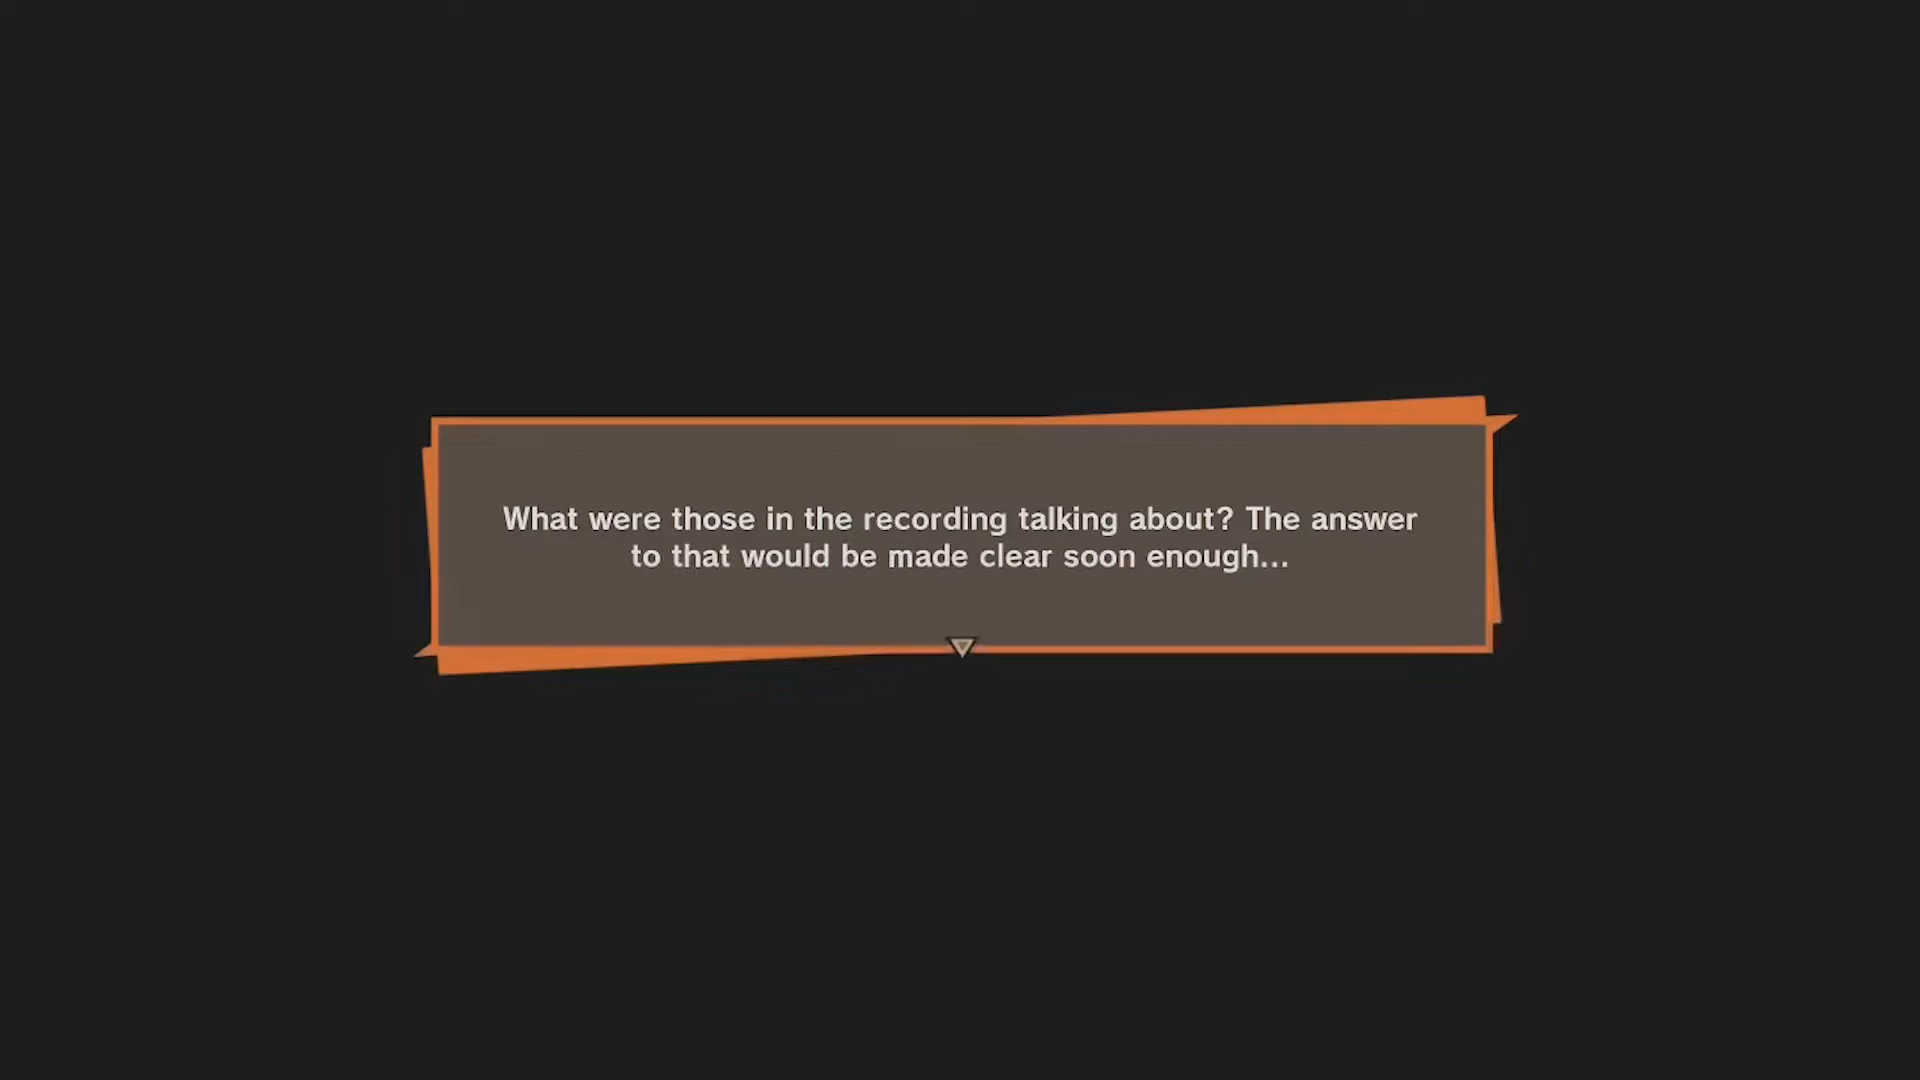 What were those in the recording talking about? The answer
to that would be made clear soon enough...